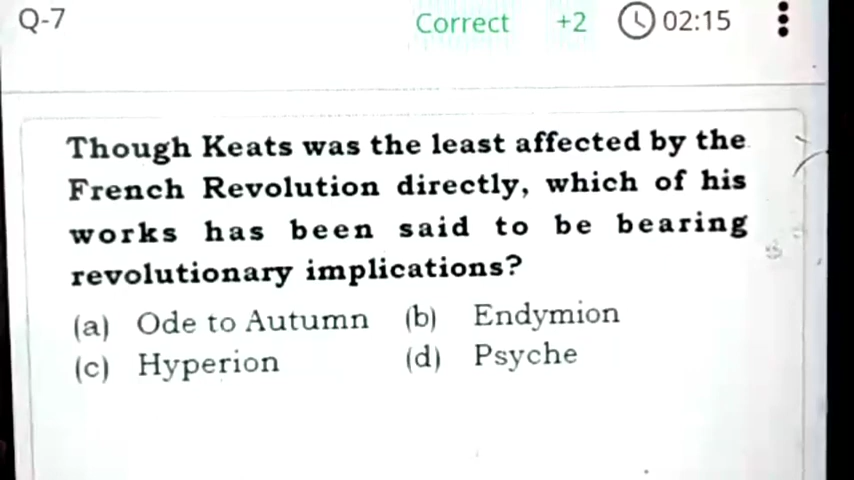 Q-7 Correct +2 02:15
Though Keats was the least affected by the
French Revolution directly, which of his
works has been said to be bearing
revolutionary implications?
(a) Ode to Autumn (b) Endymion
(c) Hyperion (d) Psyche